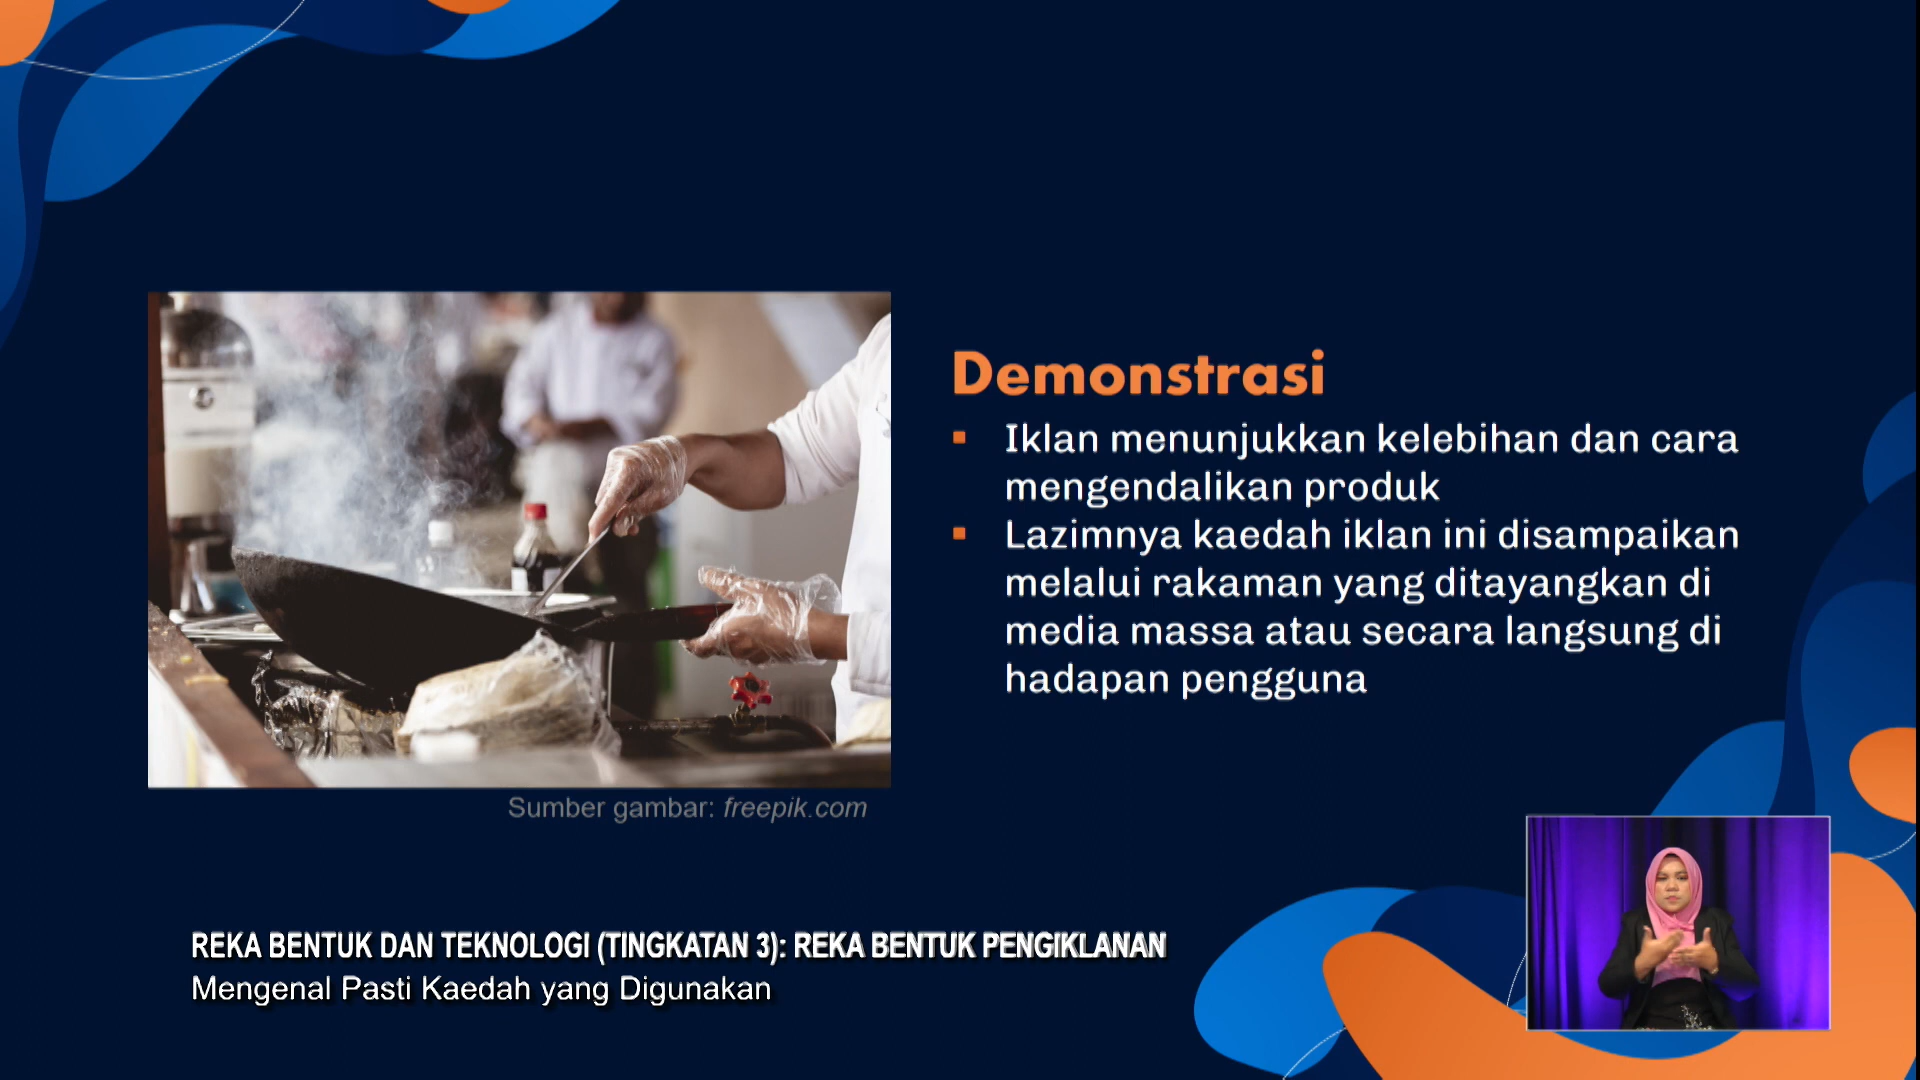 Demonstrasi
▪ Iklan menunjukkan kelebihan dan cara
mengendalikan produk
▪ Lazimnya kaedah iklan ini disampaikan
melalui rakaman yang ditayangkan di
media massa atau secara langsung di
hadapan pengguna
Sumber gambar: freepik.com
REKA BENTUK DAN TEKNOLOGI (TINGKATAN 3): REKA BENTUK PENGIKLANAN
Mengenal Pasti Kaedah yang Digunakan